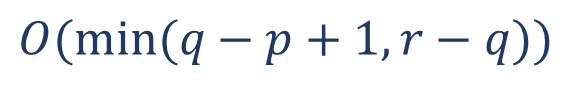 O(min(q − p + 1, r − q))